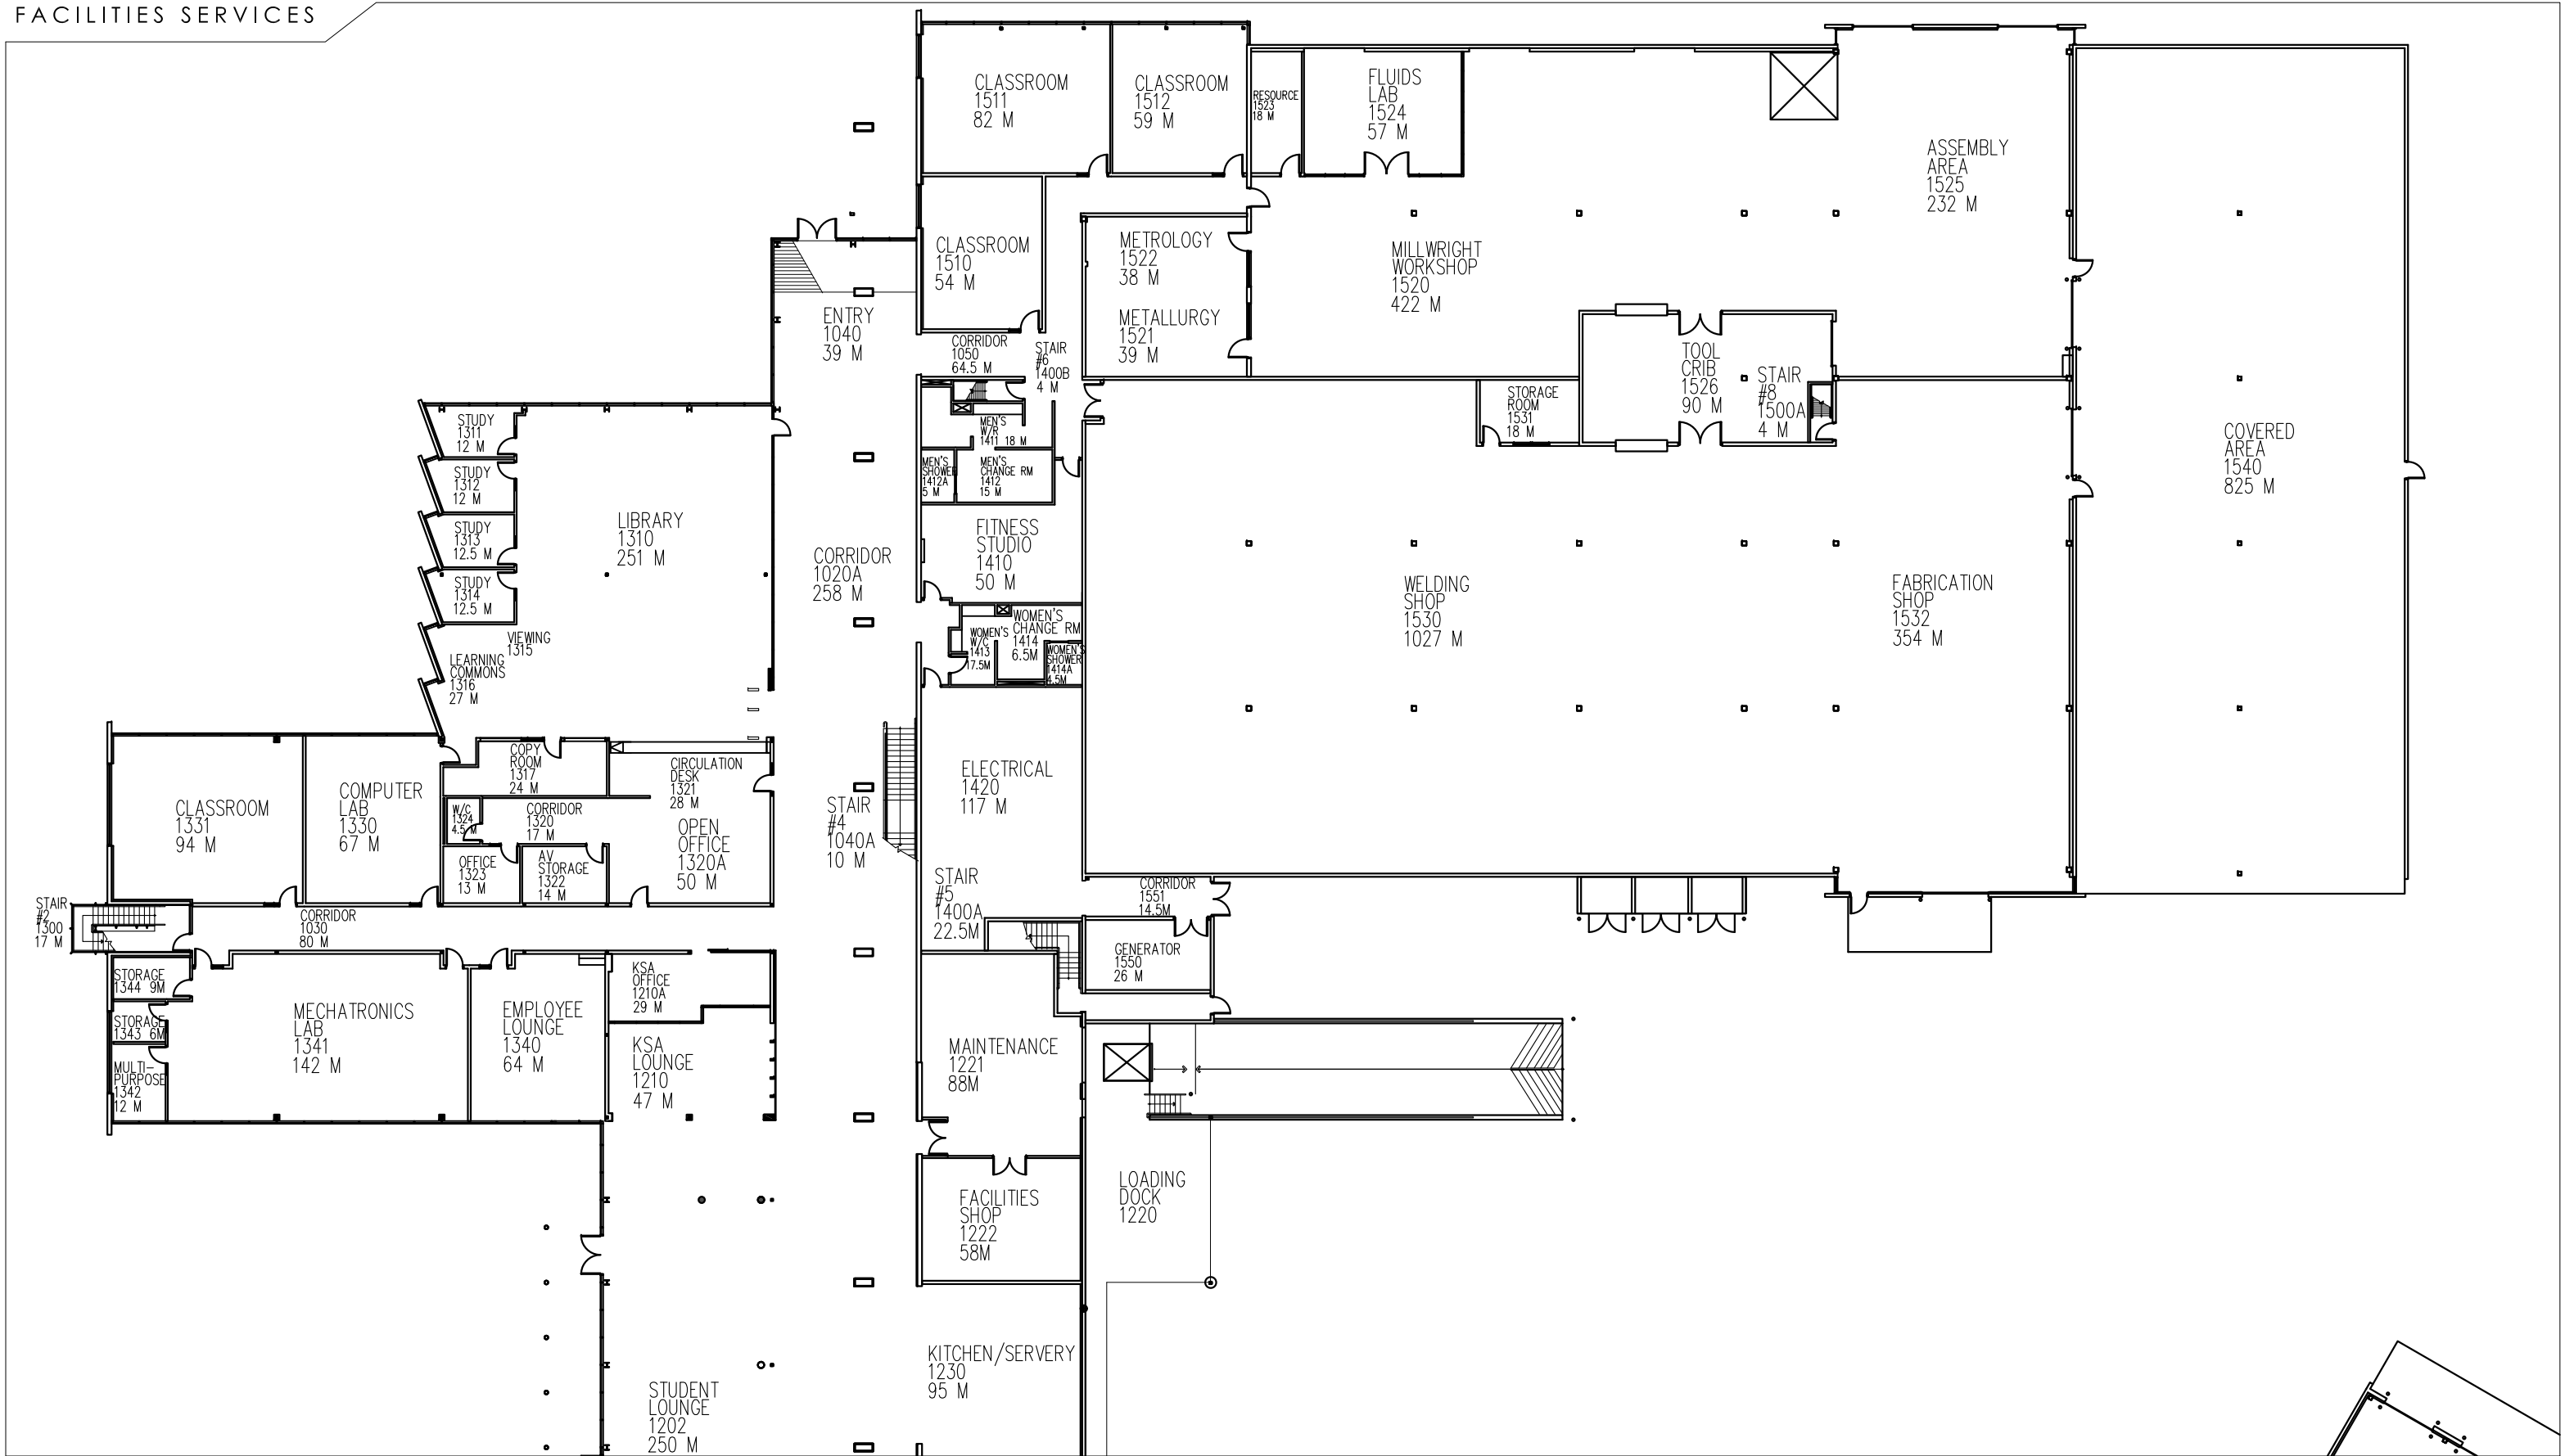 FACILITIES SERVICES
CLASSROOM
1511
82 M
CLASSROOM
1512
59 M
RESOURCE
1523
18 M
FLUIDS
LAB
1524
57 M
ASSEMBLY
AREA
1525
232 M
CLASSROOM
1510
54 M
METROLOGY
1522
38 M
METALLURGY
1521
39 M
MILLWRIGHT
WORKSHOP
1520
422 M
ENTRY
1040
39 M
CORRIDOR
1050
64.5 M
STAIR
#6
1400B
4 M
TOOL
CRIB
1526
90 M
STAIR
#8
1500A
4 M
STORAGE
ROOM
1531
18 M
COVERED
AREA
1540
825 M
STUDY
1311
12 M
STUDY
1312
12 M
STUDY
1313
12.5 M
STUDY
1314
12.5 M
LIBRARY
1310
251 M
VIEWING
1315
LEARNING
COMMONS
1316
27 M
CORRIDOR
1020A
258 M
MEN'S
W/R
1411 18 M
MEN'S
SHOWER
1412A
5 M
MEN'S
CHANGE RM
1412
15 M
FITNESS
STUDIO
1410
50 M
WOMEN'S
W/C
1413
17.5M
WOMEN'S
CHANGE RM
1414
6.5M
WOMEN'S
SHOWER
1414A
4.5M
WELDING
SHOP
1530
1027 M
FABRICATION
SHOP
1532
354 M
CLASSROOM
1331
94 M
COMPUTER
LAB
1330
67 M
COPY
ROOM
1317
24 M
CIRCULATION
DESK
1321
28 M
W/C
1324
4.5 M
CORRIDOR
1320
17 M
OPEN
OFFICE
1320A
50 M
OFFICE
1323
13 M
AV
STORAGE
1322
14 M
STAIR
#4
1040A
10 M
ELECTRICAL
1420
117 M
STAIR
#5
1400A
22.5M
CORRIDOR
1551
14.5M
GENERATOR
1550
26 M
STAIR
#2
1300
17 M
CORRIDOR
1030
80 M
STORAGE
1344 9M
STORAGE
1343 6M
MULTI-
PURPOSE
1342
12 M
MECHATRONICS
LAB
1341
142 M
EMPLOYEE
LOUNGE
1340
64 M
KSA
OFFICE
1210A
29 M
KSA
LOUNGE
1210
47 M
MAINTENANCE
1221
88M
FACILITIES
SHOP
1222
58M
LOADING
DOCK
1220
KITCHEN/SERVERY
1230
95 M
STUDENT
LOUNGE
1202
250 M